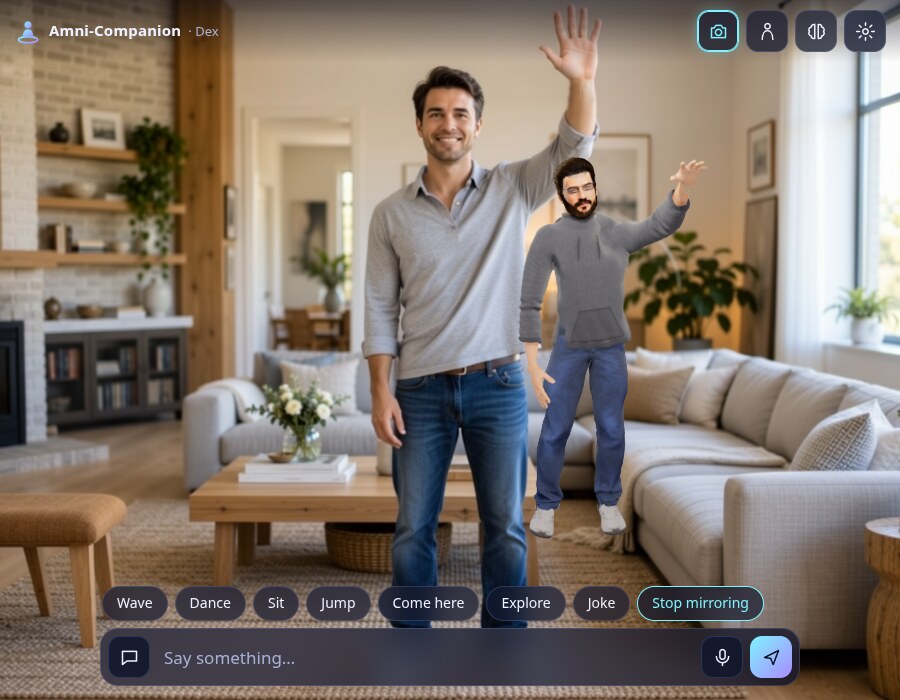 Amni-Companion · Dex
Wave
Dance
Sit
Jump
Come here
Explore
Joke
Stop mirroring
Say something...